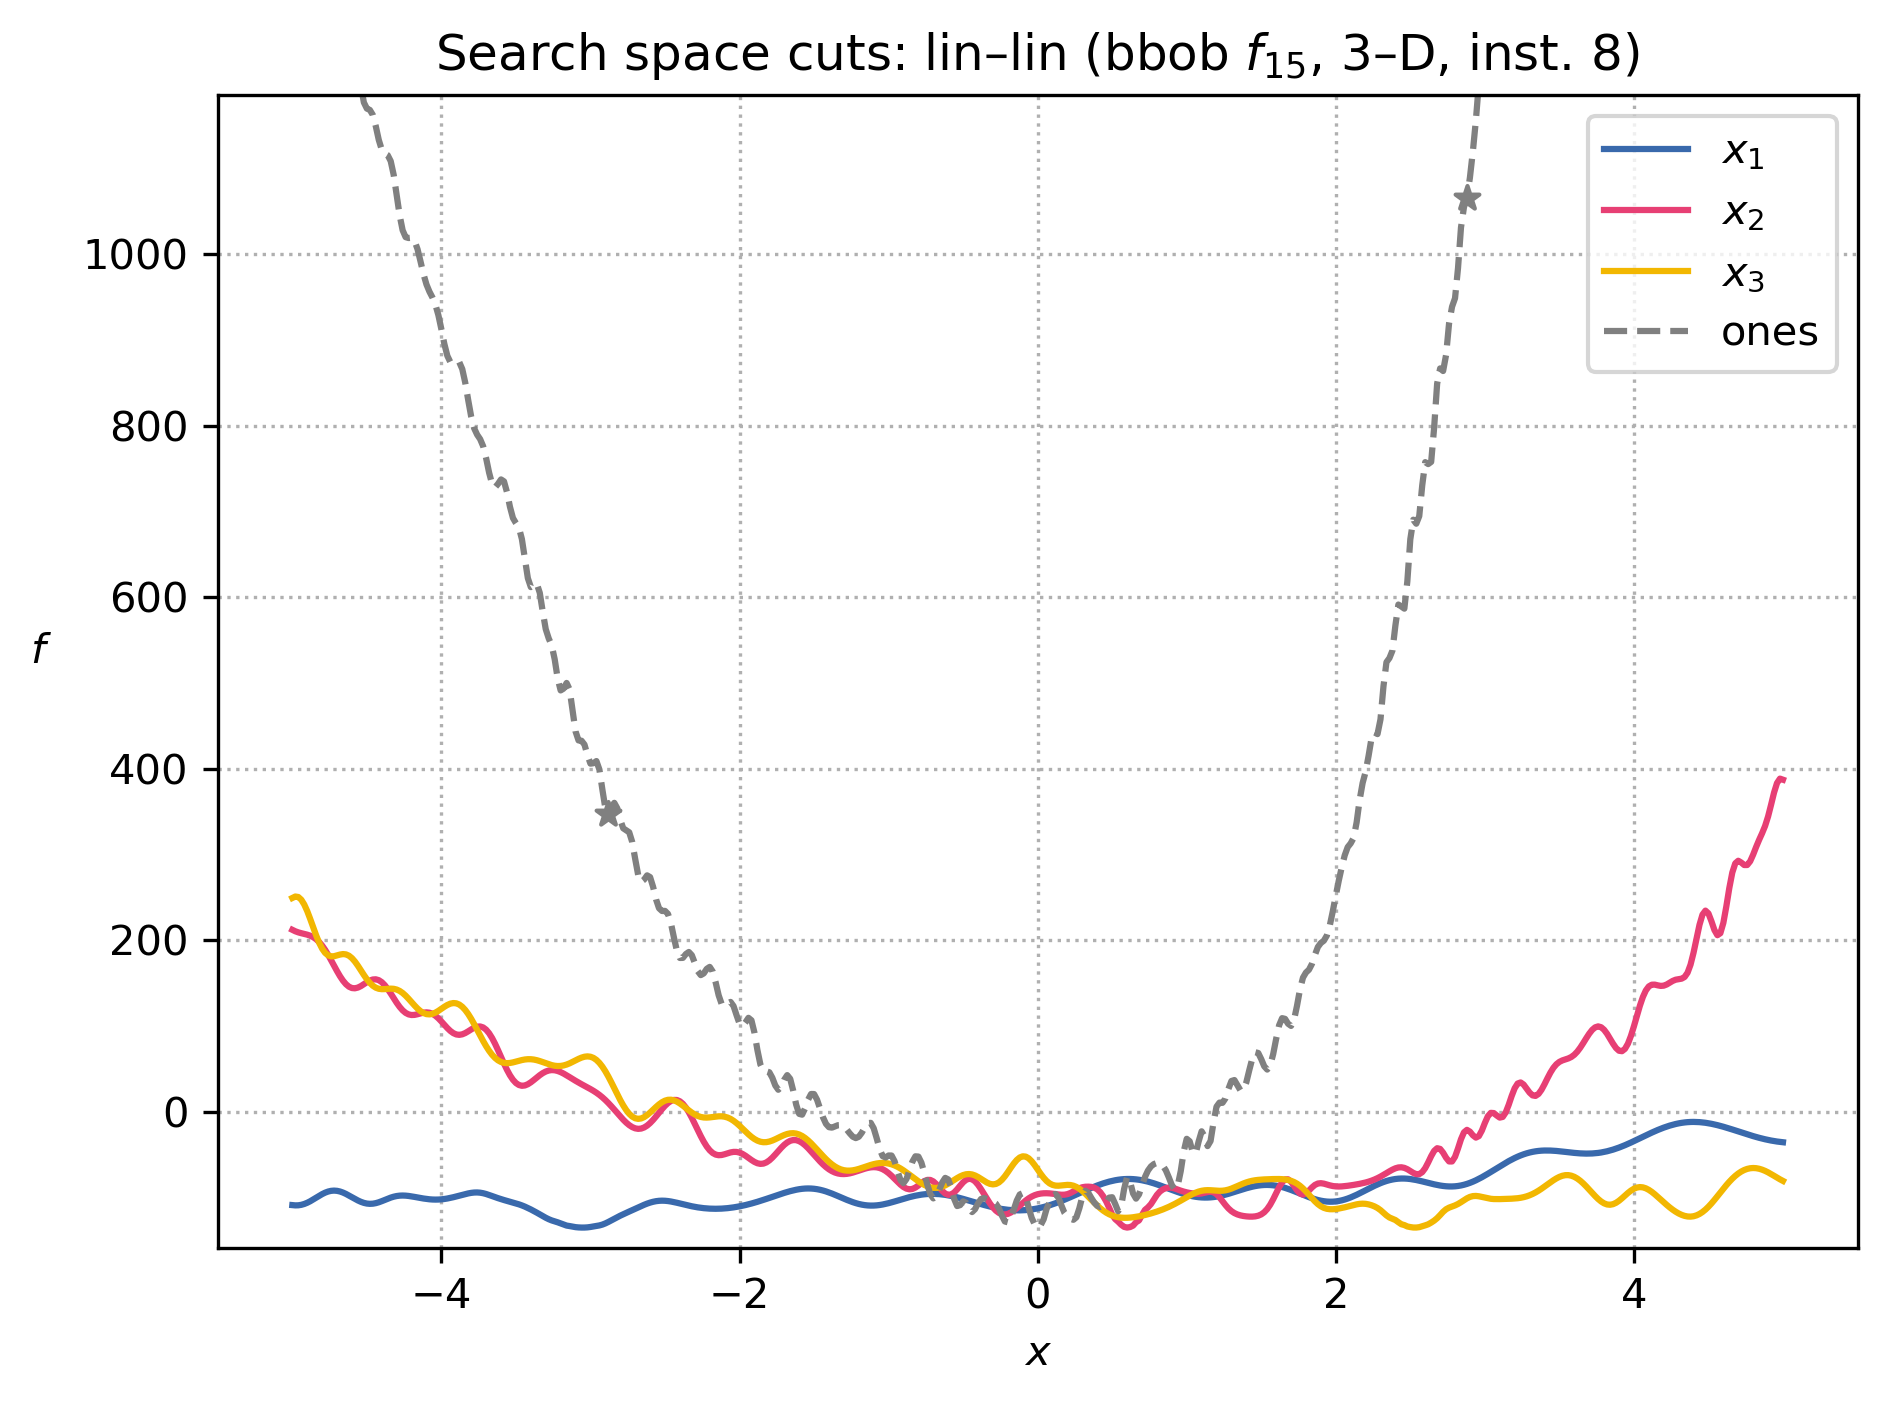 Search space cuts: lin–lin (bbob f15, 3–D, inst. 8)
x1
x2
x3
ones
1000
800
600
400
200
0
f
−4 −2 0 2 4
x